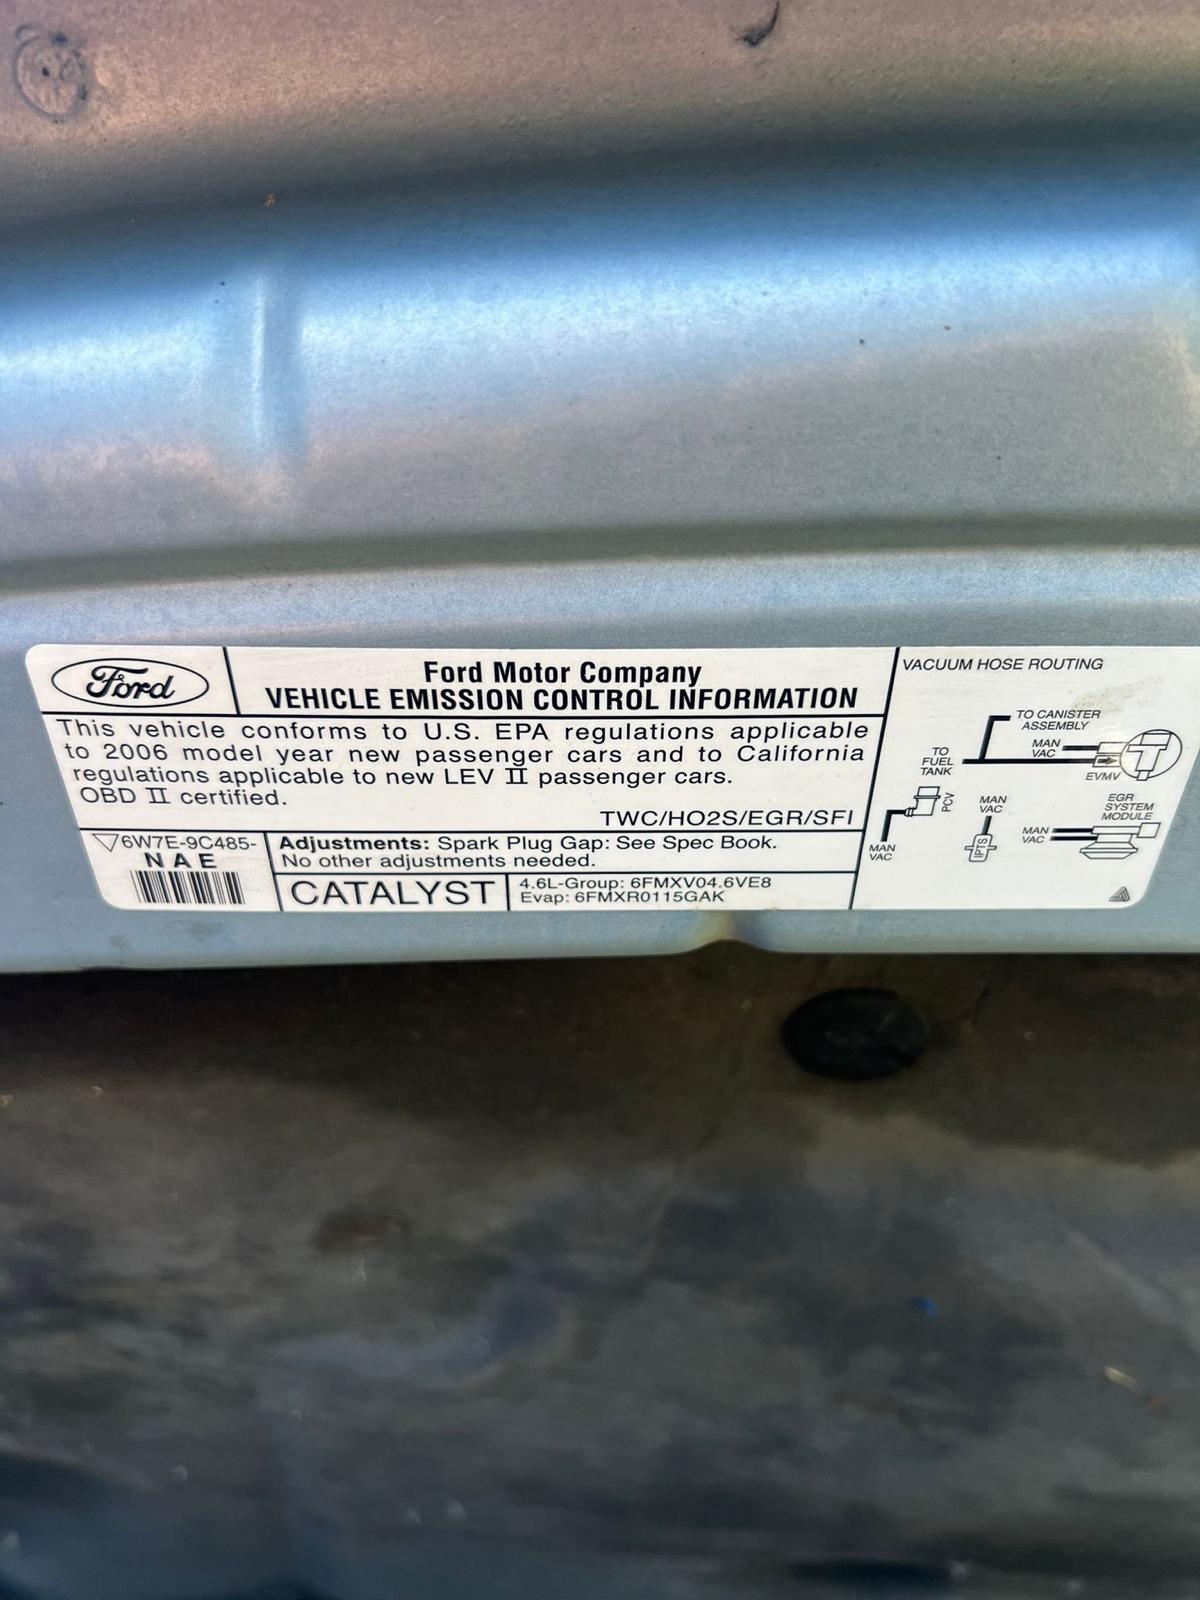 Ford
Ford Motor Company
VEHICLE EMISSION CONTROL INFORMATION
This vehicle conforms to U.S. EPA regulations applicable
to 2006 model year new passenger cars and to California
regulations applicable to new LEV II passenger cars.
OBD II certified.
TWC/HO2S/EGR/SFI
6W7E-9C485-
NAE
Adjustments: Spark Plug Gap: See Spec Book.
No other adjustments needed.
CATALYST
4.6L-Group: 6FMXV04.6VE8
Evap: 6FMXR0115GAK
VACUUM HOSE ROUTING
TO CANISTER
ASSEMBLY
MAN
VAC
TO
FUEL
TANK
EVMV
PCV
MAN
VAC
MAN
VAC
IPTS
EGR
SYSTEM
MODULE
MAN
VAC